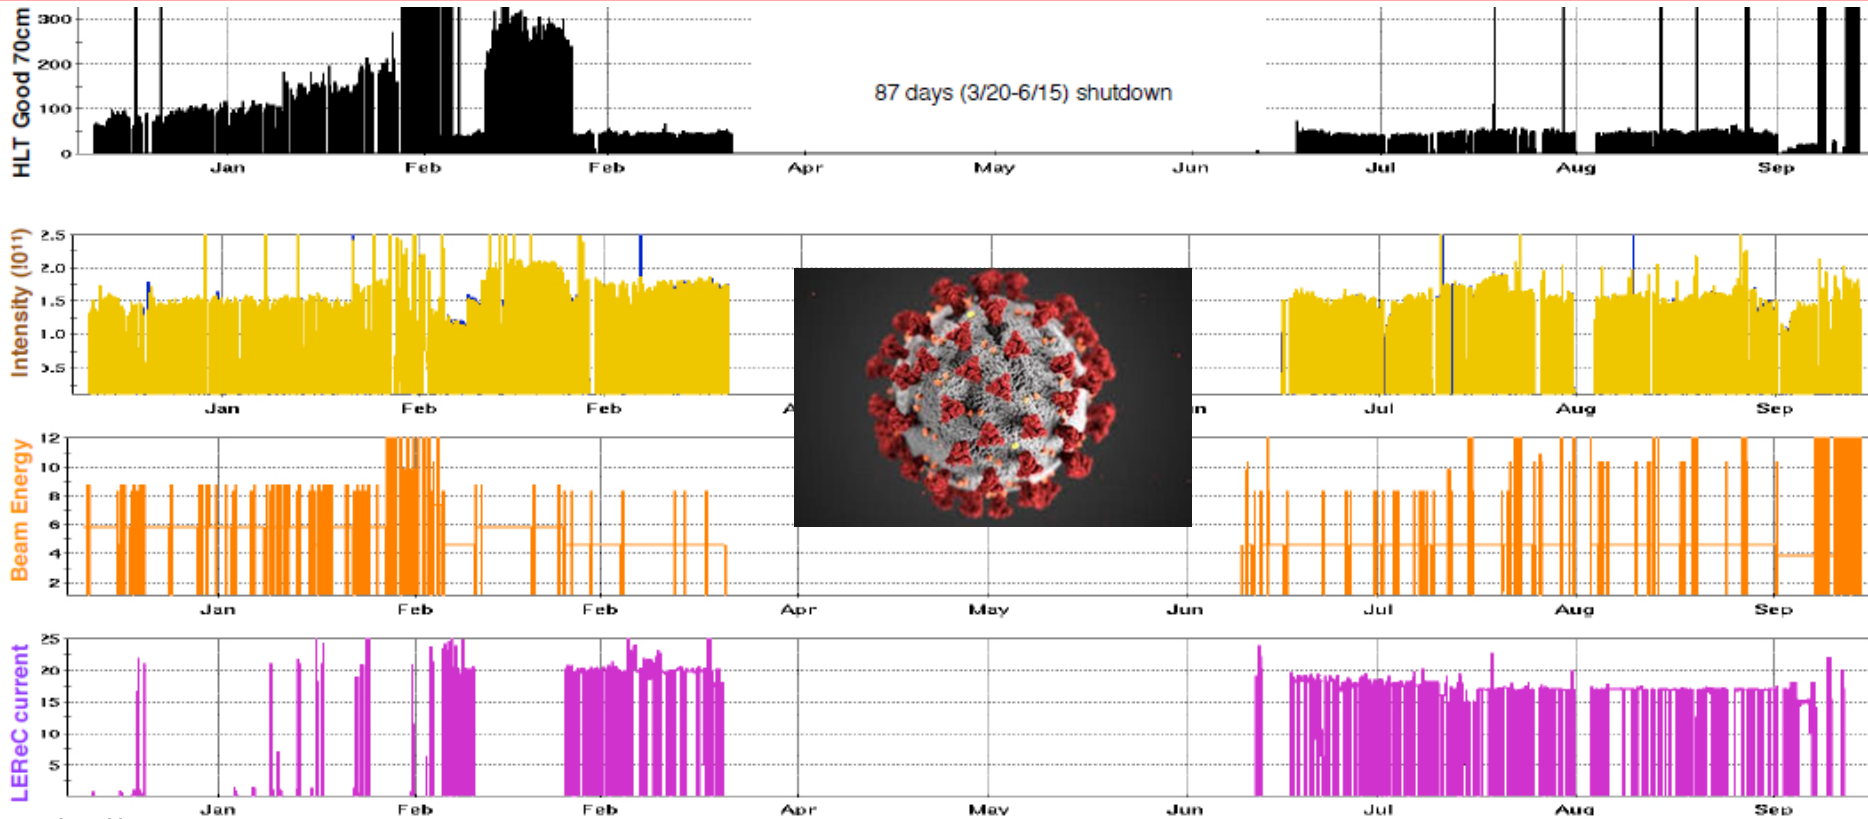 HLT Good 70cm
300
200
100
0
87 days (3/20-6/15) shutdown
Jan Feb Feb Apr May Jun Jul Aug Sep
Intensity (!0¹¹)
2.5
2.0
1.5
1.0
0.5
Jan Feb Feb Jul Aug Sep
Beam Energy
12
10
8
6
4
2
Jan Feb Feb Apr May Jun Jul Aug Sep
LEReC current
25
20
15
10
5
Jan Feb Feb Apr May Jun Jul Aug Sep